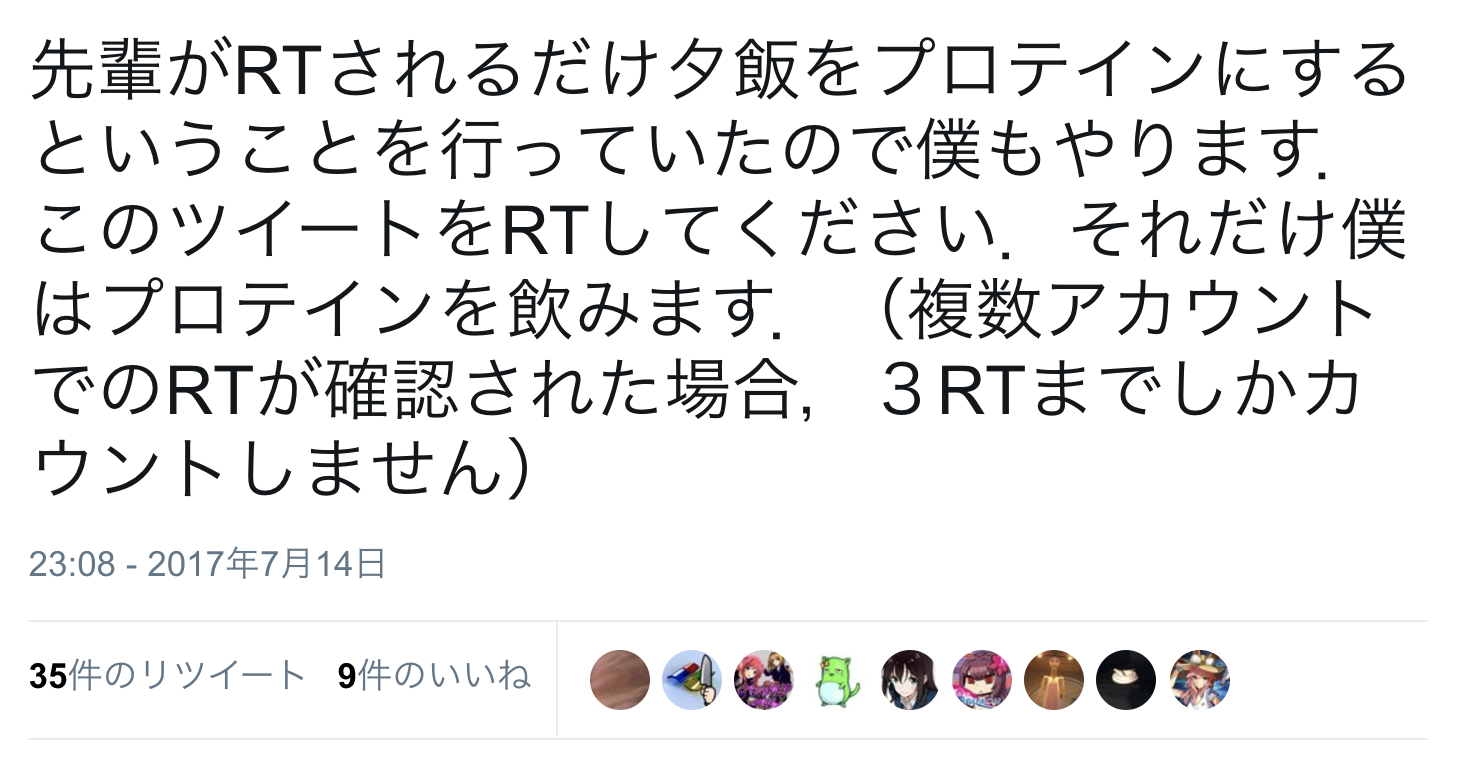 先輩がRTされるだけ夕飯をプロテインにする
ということを行っていたので僕もやります．
このツイートをRTしてください．それだけ僕
はプロテインを飲みます．　（複数アカウント
でのRTが確認された場合，３RTまでしかカ
ウントしません）
23:08 - 2017年7月14日
35件のリツイート 9件のいいね